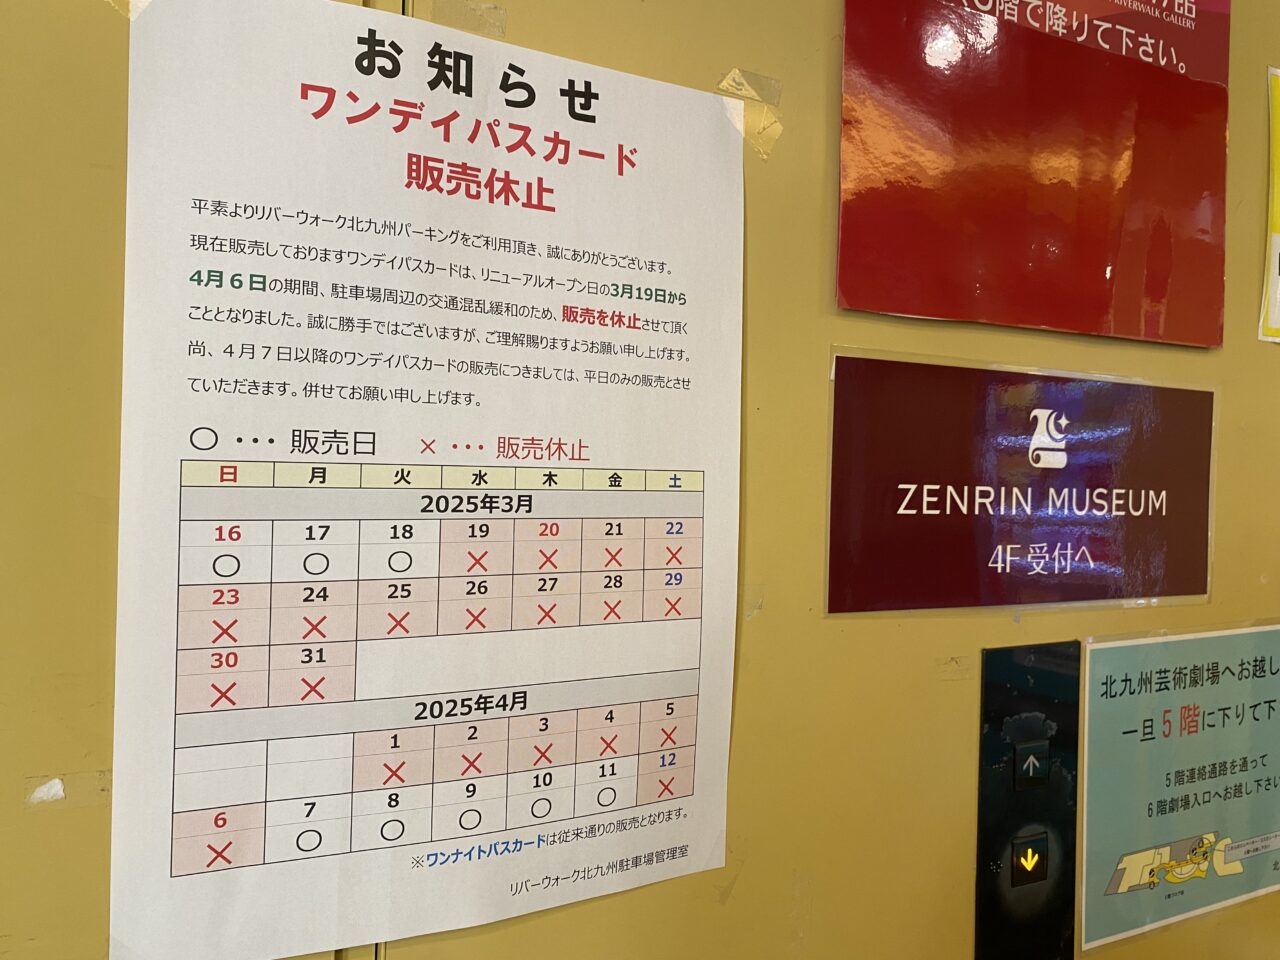 お知らせ
ワンデイパスカード
販売休止
平素よりリバーウォーク北九州パーキングをご利用頂き、誠にありがとうございます。
現在販売しておりますワンデイパスカードは、リニューアルオープン日の3月19日から
4月6日の期間、駐車場周辺の交通混乱緩和のため、販売を休止させて頂く
こととなりました。誠に勝手ではございますが、ご理解賜りますようお願い申し上げます。
尚、4月7日以降のワンデイパスカードの販売につきましては、平日のみの販売とさせ
ていただきます。併せてお願い申し上げます。
○ ・・・ 販売日 × ・・・ 販売休止
日 月 火 水 木 金 土
2025年3月
16 17 18 19 20 21 22
○ ○ ○ × × × ×
23 24 25 26 27 28 29
× × × × × × ×
30 31
× ×
2025年4月
1 2 3 4 5
× × × × ×
6 7 8 9 10 11 12
× ○ ○ ○ ○ ○ ×
※ワンナイトパスカードは従来通りの販売となります。
リバーウォーク北九州駐車場管理室
RIVERWALK GALLERY
階で降りて下さい。
ZENRIN MUSEUM
4F 受付へ
北九州芸術劇場へお越し
一旦5階に下りて下
5階連絡通路を通って
6階劇場入口へお越し下さい
北